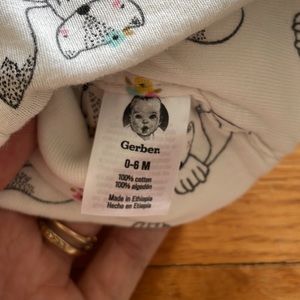 Gerber
0-6 M
100% cotton
100% algodón
Made in Ethiopia
Hecho en Etiopía